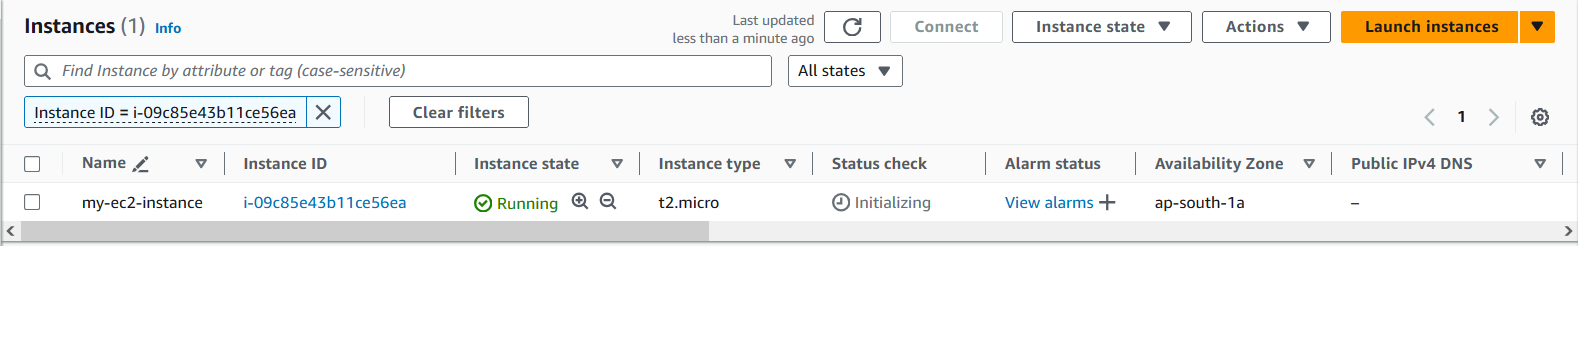 Instances (1) Info
Last updated
less than a minute ago
Connect
Instance state
Actions
Launch instances
Find Instance by attribute or tag (case-sensitive)
All states
Instance ID = i-09c85e43b11ce56ea
Clear filters
1
Name Instance ID Instance state Instance type Status check Alarm status Availability Zone Public IPv4 DNS
my-ec2-instance i-09c85e43b11ce56ea Running t2.micro Initializing View alarms + ap-south-1a –